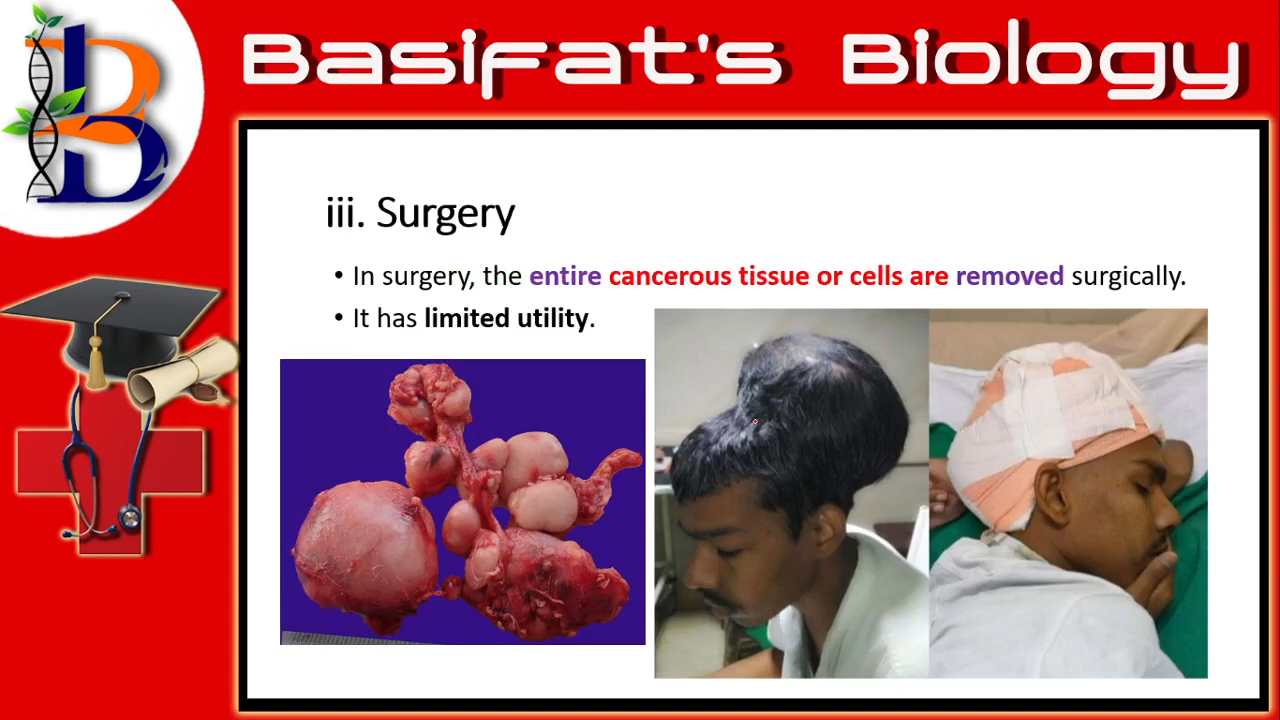 Basifat's Biology
iii. Surgery
• In surgery, the entire cancerous tissue or cells are removed surgically.
• It has limited utility.